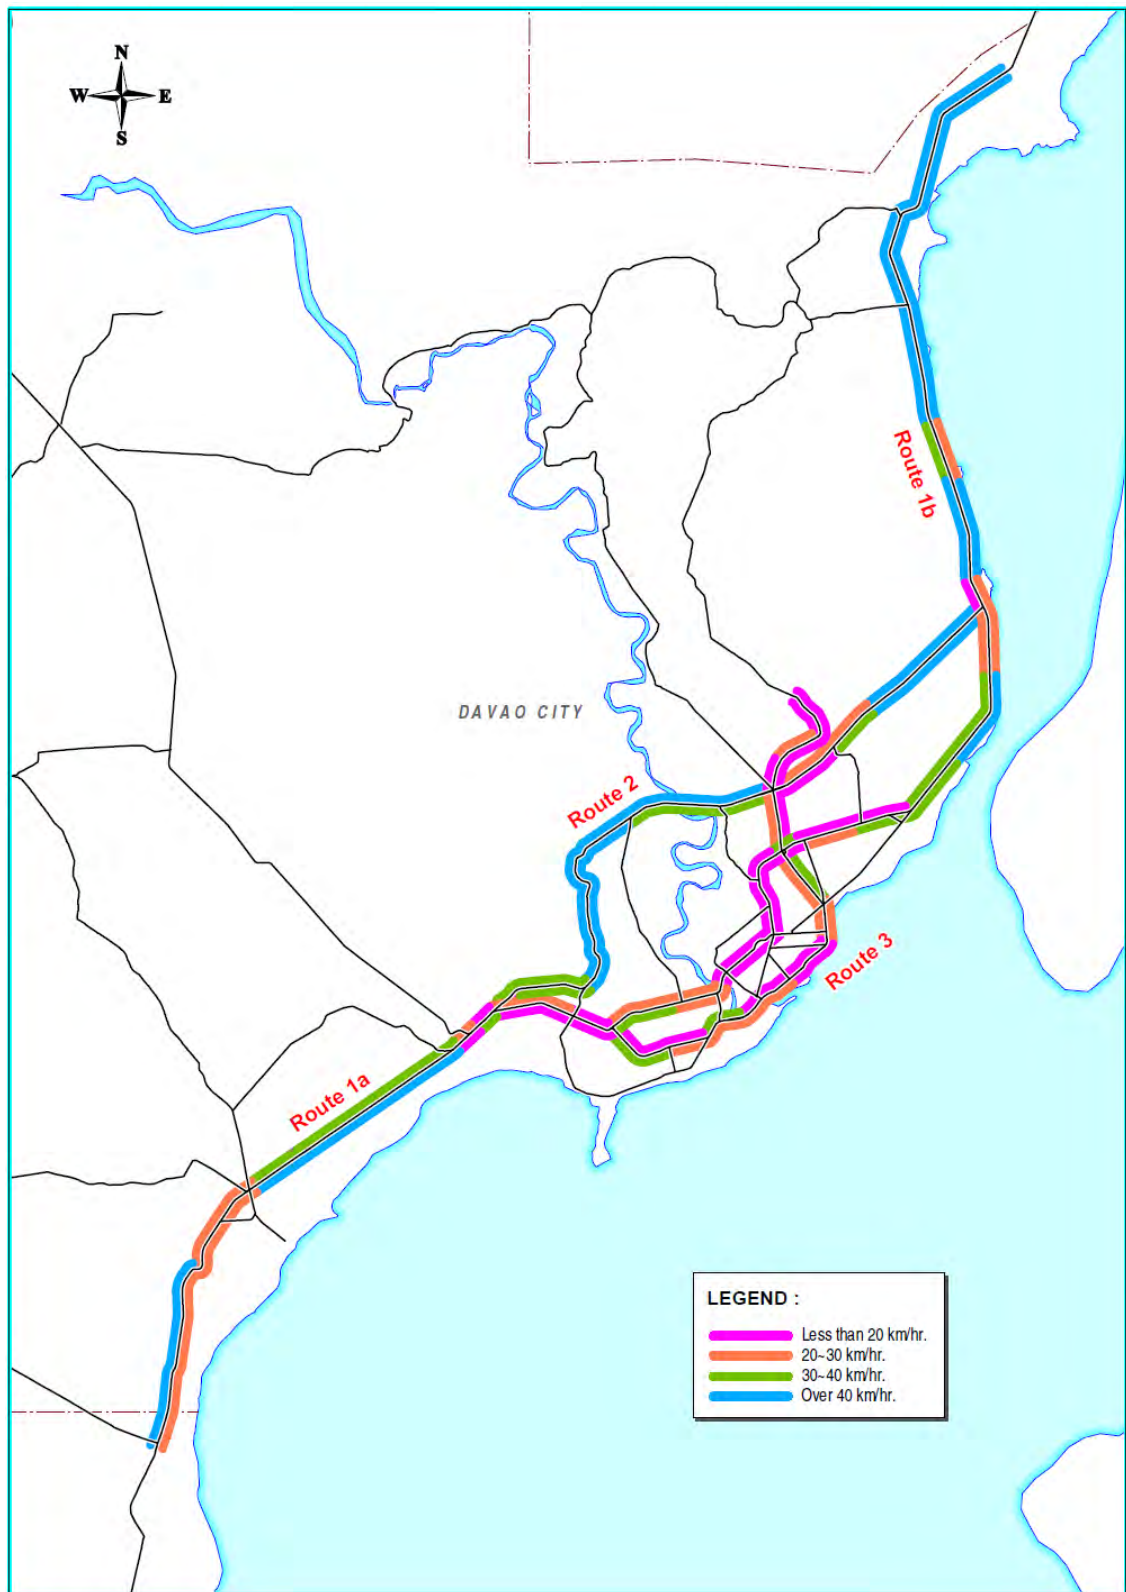 N
W E
S
Route 1b
DAVAO CITY
Route 2
Route 3
Route 1a
LEGEND :
Less than 20 km/hr.
20~30 km/hr.
30~40 km/hr.
Over 40 km/hr.